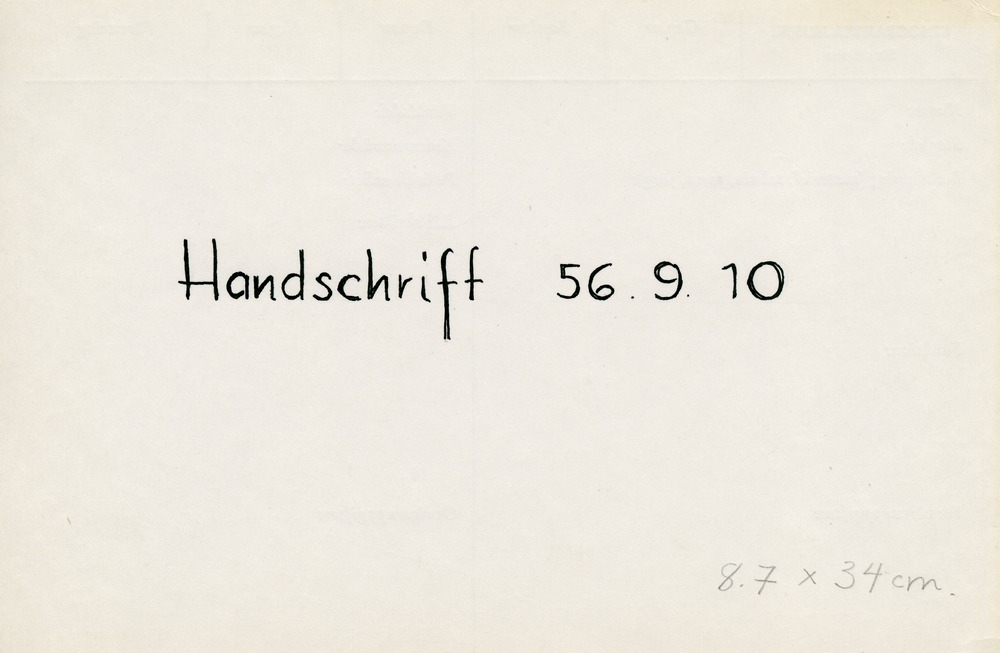 Handschrift 56.9.10
8.7 x 34 cm.